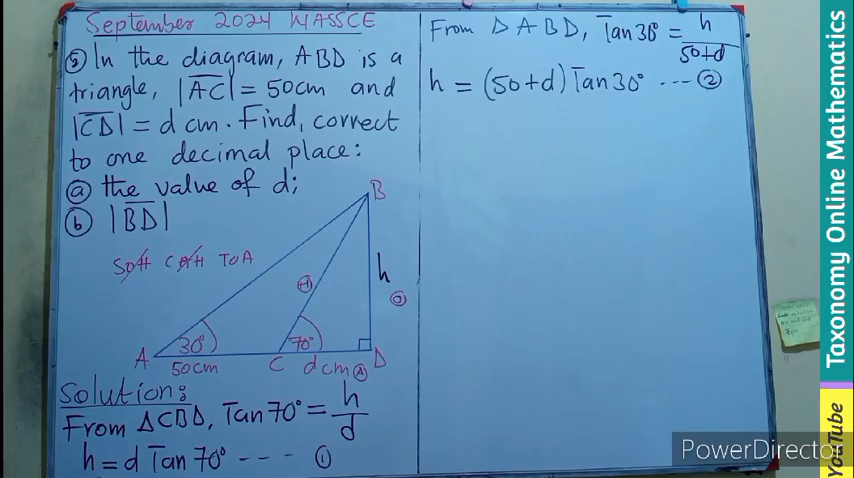 September 2024 WASSCE
⑤ In the diagram, ABD is a
triangle, |AC| = 50cm and
|CD| = d cm. Find, correct
to one decimal place:
ⓐ the value of d;
ⓑ |BD|
SOH CAH TOA
B
H
h
O
30°
70°
A
50cm
C
d cm
A
D
Solution:
From △CBD, Tan 70° = h/d
h = d Tan 70° --- ①
From △ABD, Tan 30° = h/50+d
h = (50+d) Tan 30° --- ②
Taxonomy Online Mathematics
YouTube
PowerDirector